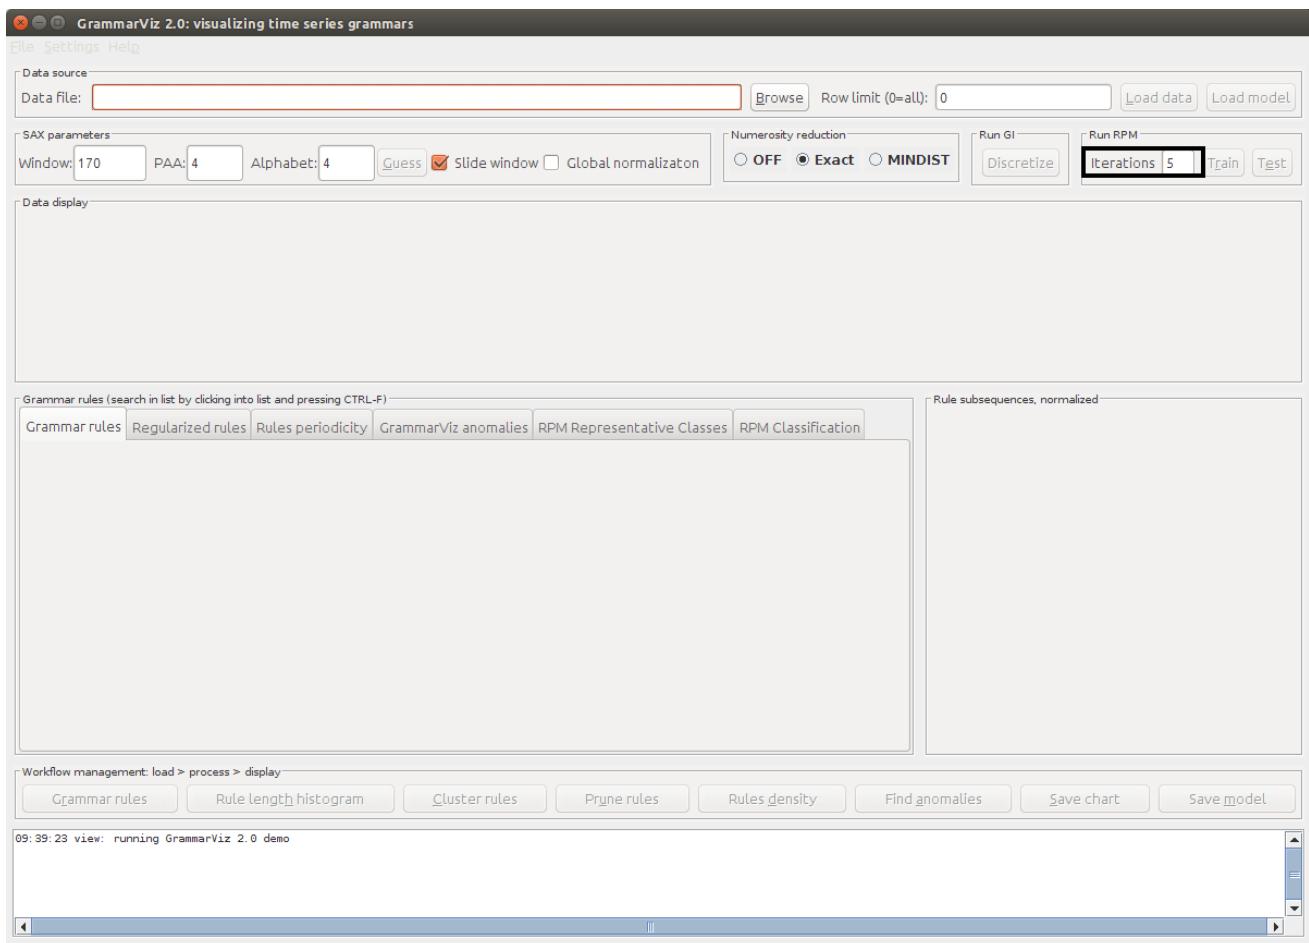 GrammarViz 2.0: visualizing time series grammars
File Settings Help
Data source
Data file: Browse Row limit (0=all): 0 Load data Load model
SAX parameters Numerosity reduction Run GI Run RPM
Window: 170 PAA: 4 Alphabet: 4 Guess Slide window Global normalizaton OFF Exact MINDIST Discretize Iterations 5 Train Test
Data display
Grammar rules (search in list by clicking into list and pressing CTRL-F) Rule subsequences, normalized
Grammar rules Regularized rules Rules periodicity GrammarViz anomalies RPM Representative Classes RPM Classification
Workflow management: load > process > display
Grammar rules Rule length histogram Cluster rules Prune rules Rules density Find anomalies Save chart Save model
09:39:23 view: running GrammarViz 2.0 demo